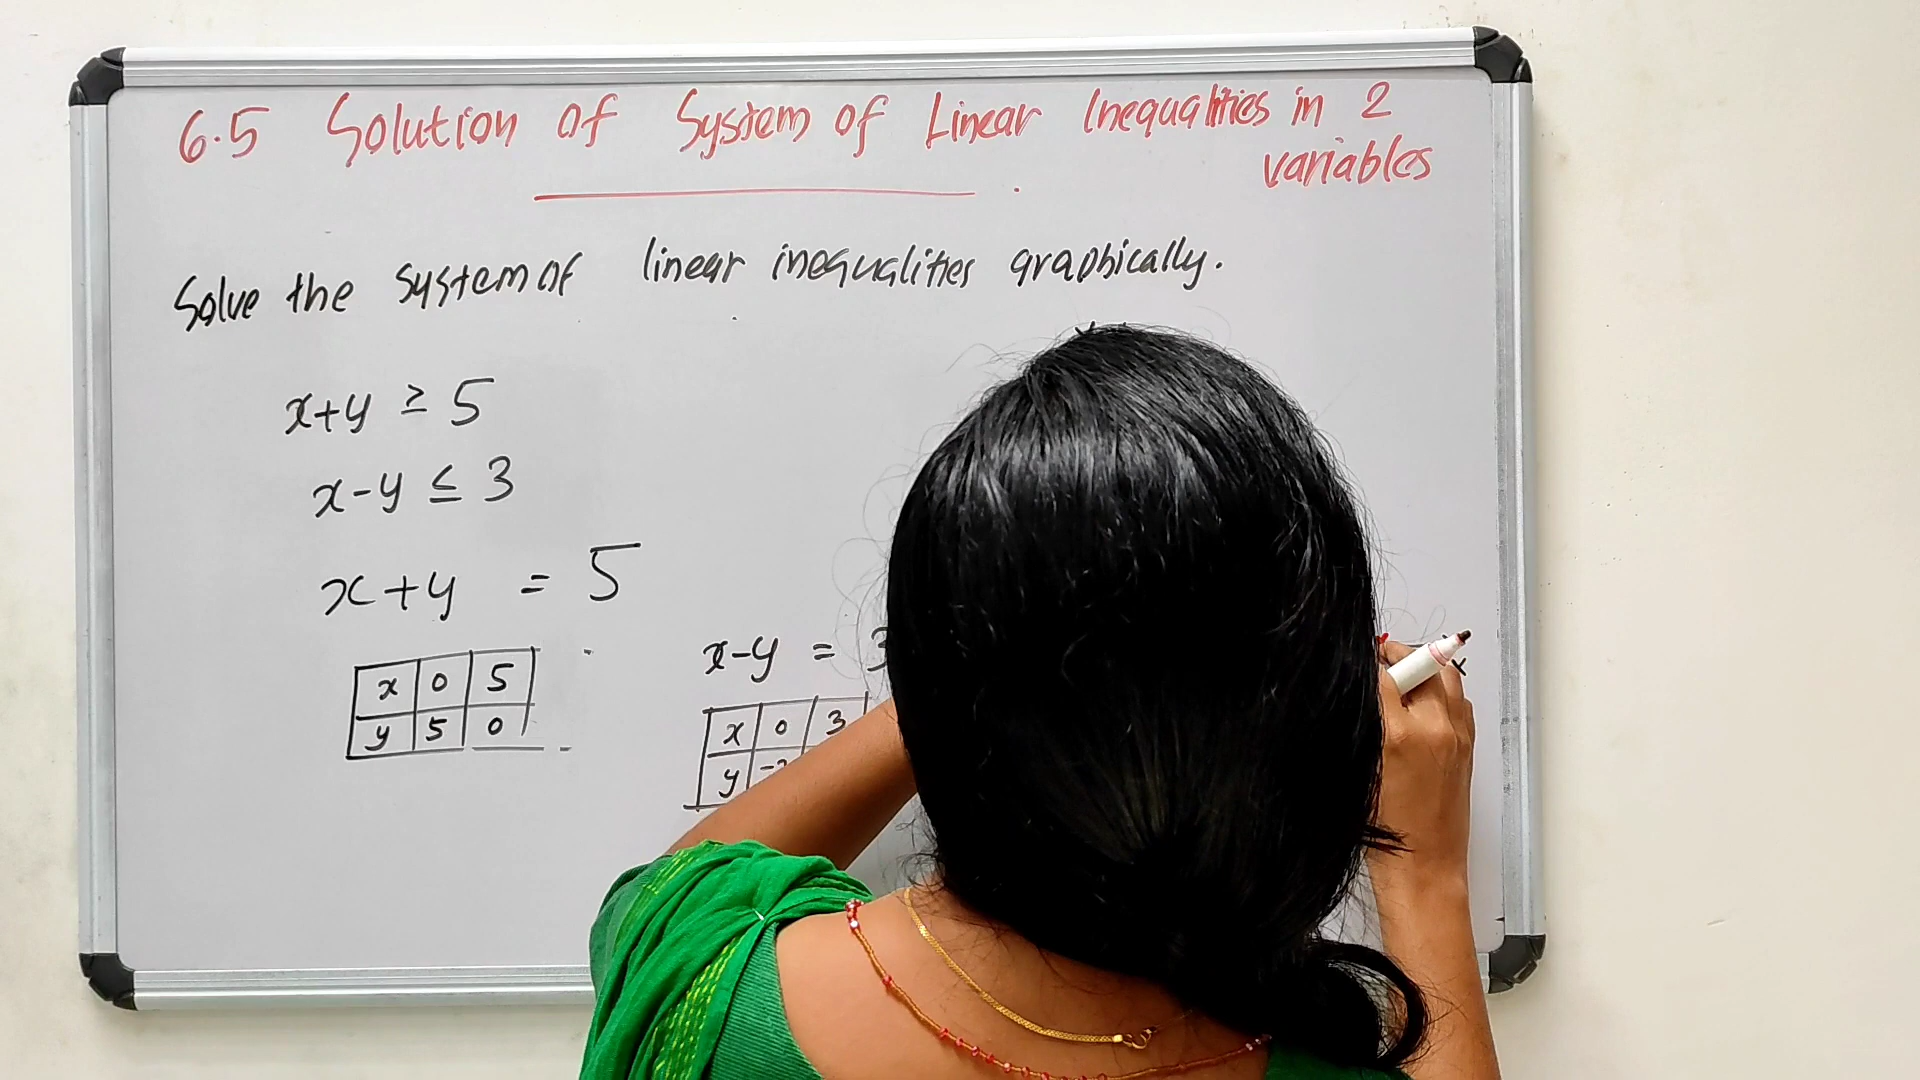 6.5 Solution of System of Linear Inequalities in 2
variables
Solve the system of linear inequalities graphically.
x+y ≥ 5
x-y ≤ 3
x+y = 5
x-y = 3
x 0 5
y 5 0
x 0 3
y
x